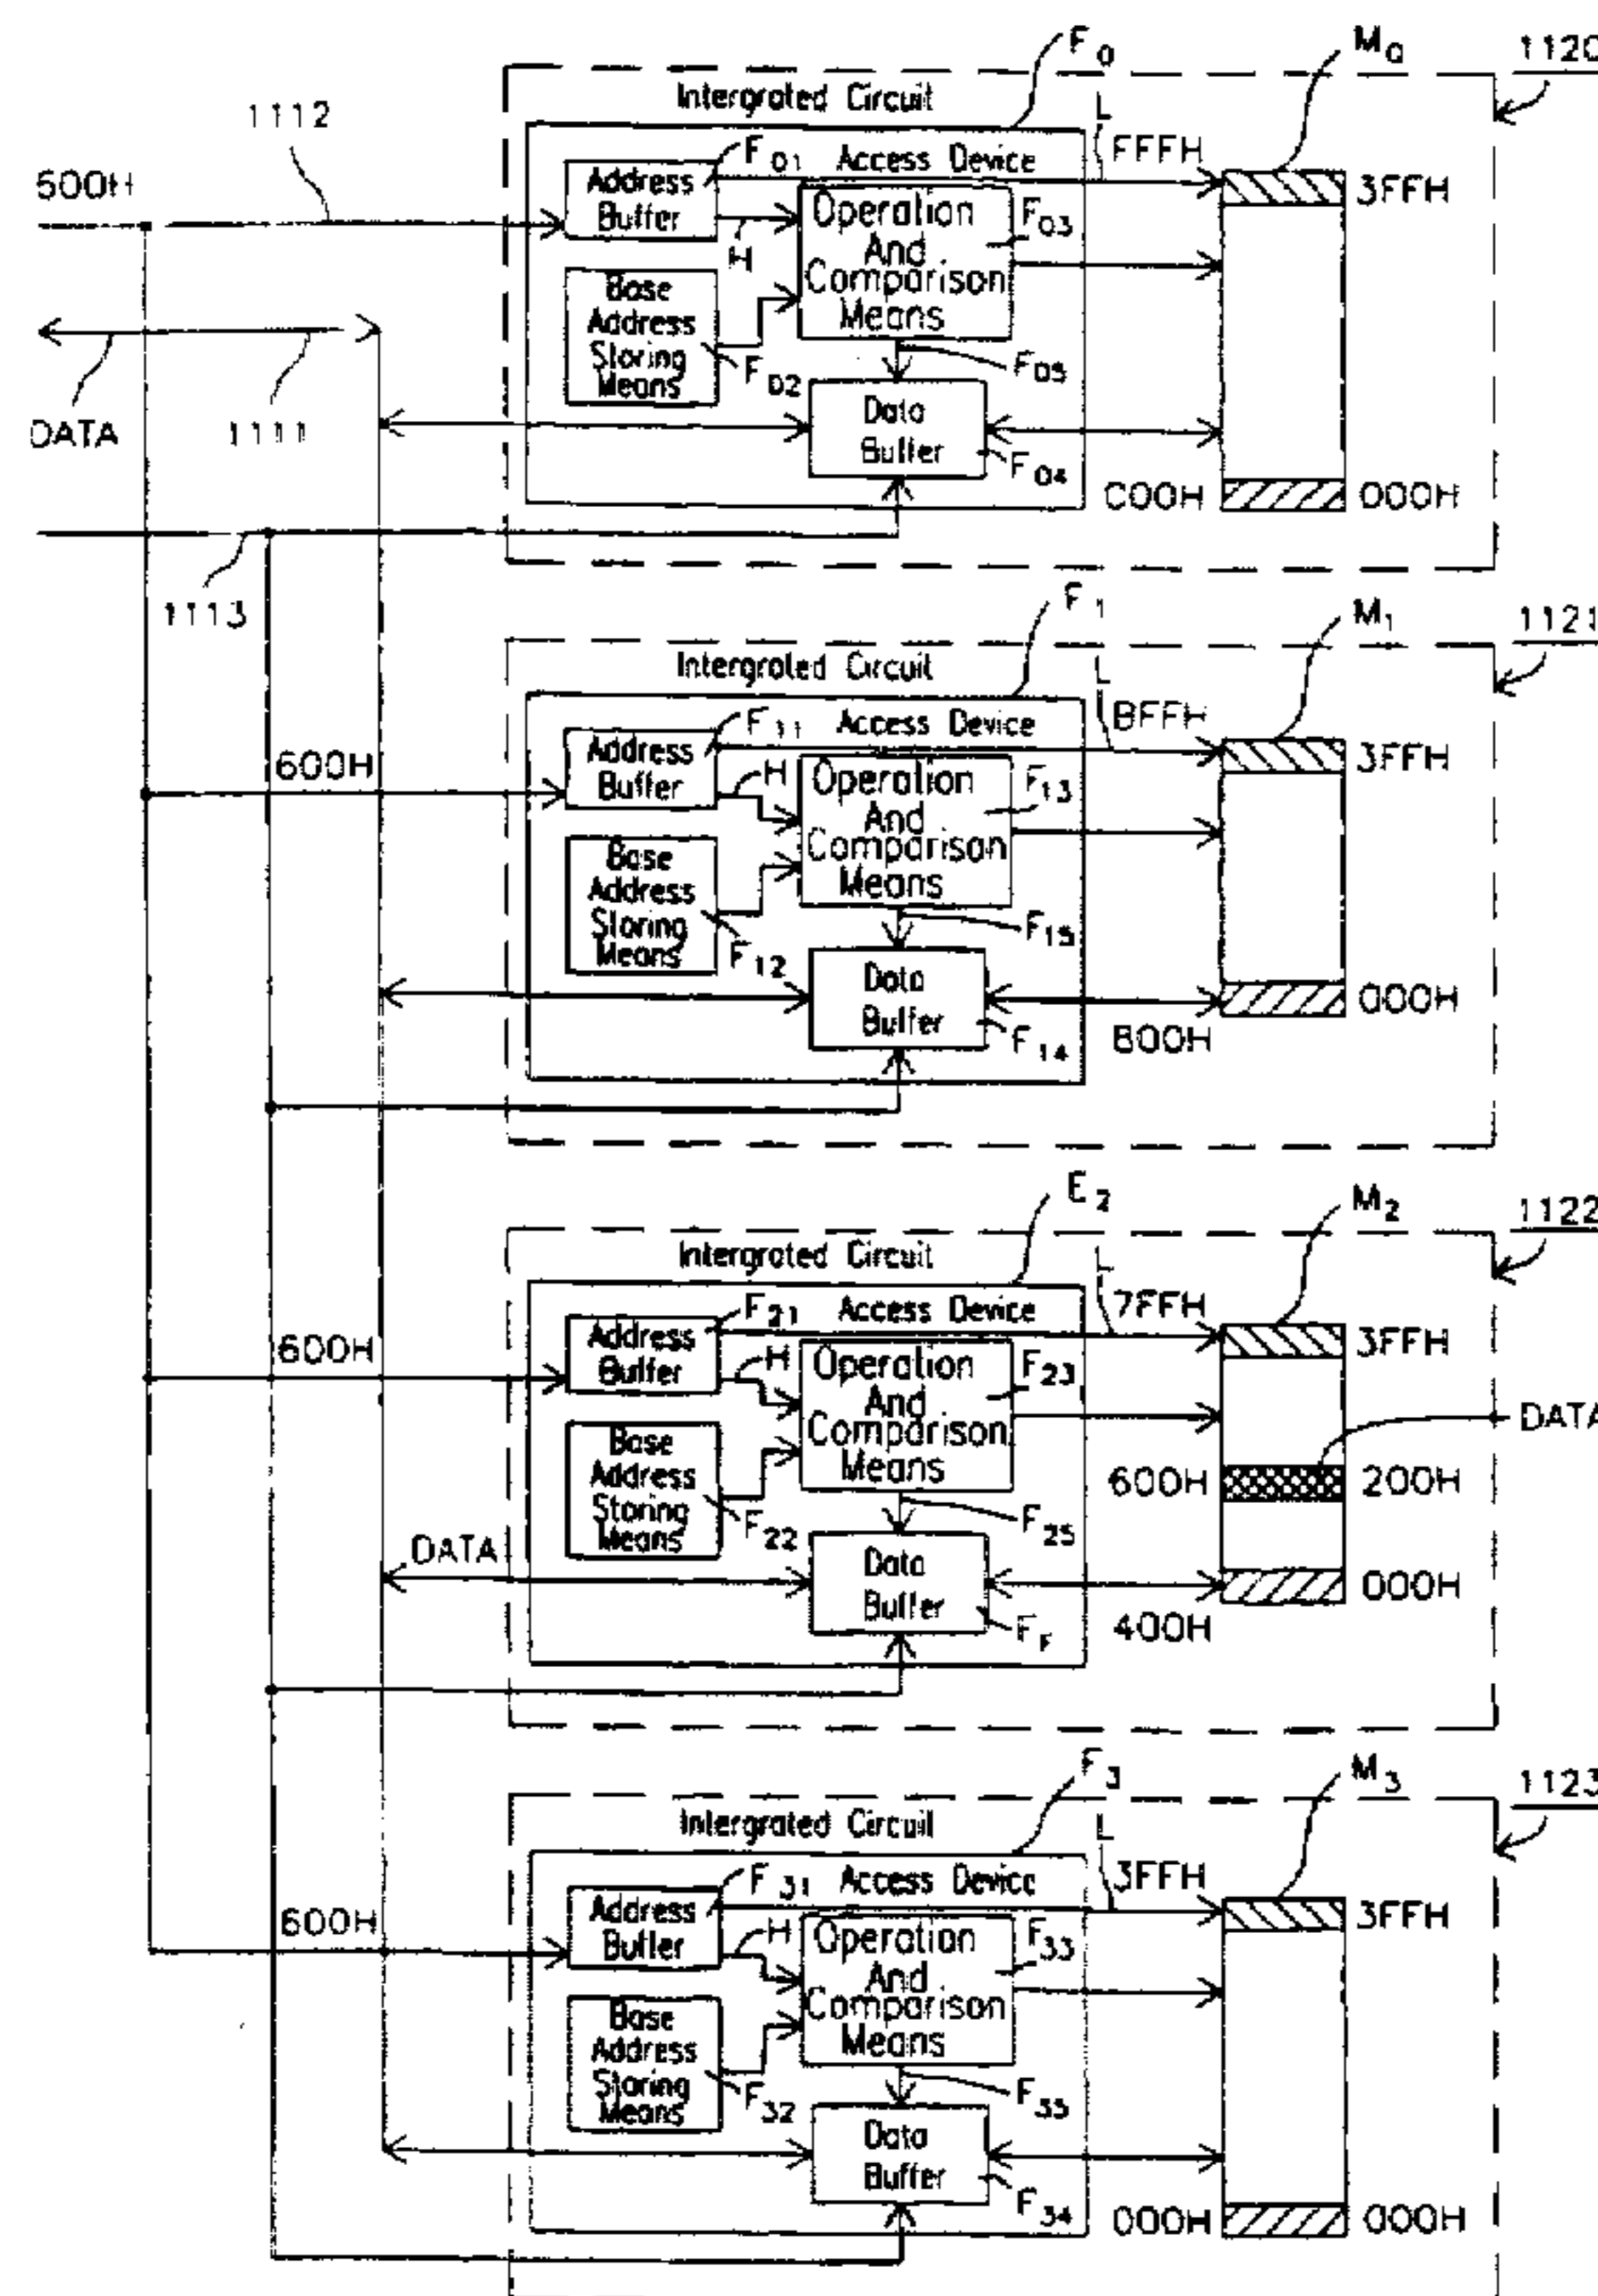 F0
M0
Intergrated Circuit
1112
L
F01
Access Device
FFFH
600H
Address
Buffer
3FFH
Operation
And
Comparison
Means
F03
H
Base
Address
Storing
Means
F02
F05
DATA
1111
Data
Buffer
F04
C00H
000H
1113
F1
M1
1121
Intergrated Circuit
L
F11
Access Device
BFFH
600H
Address
Buffer
H
3FFH
Operation
And
Comparison
Means
F13
Base
Address
Storing
Means
F12
F15
Data
Buffer
F14
000H
800H
E2
M2
1122
Intergrated Circuit
L
F21
Access Device
7FFH
600H
Address
Buffer
H
3FFH
Operation
And
Comparison
Means
F23
DATA
Base
Address
Storing
Means
600H
200H
F22
F25
DATA
Data
Buffer
000H
400H
F3
M3
1123
Intergrated Circuit
L
F31
Access Device
3FFH
600H
Address
Buffer
H
3FFH
Operation
And
Comparison
Means
F33
Base
Address
Storing
Means
F32
F35
Data
Buffer
F34
000H
000H